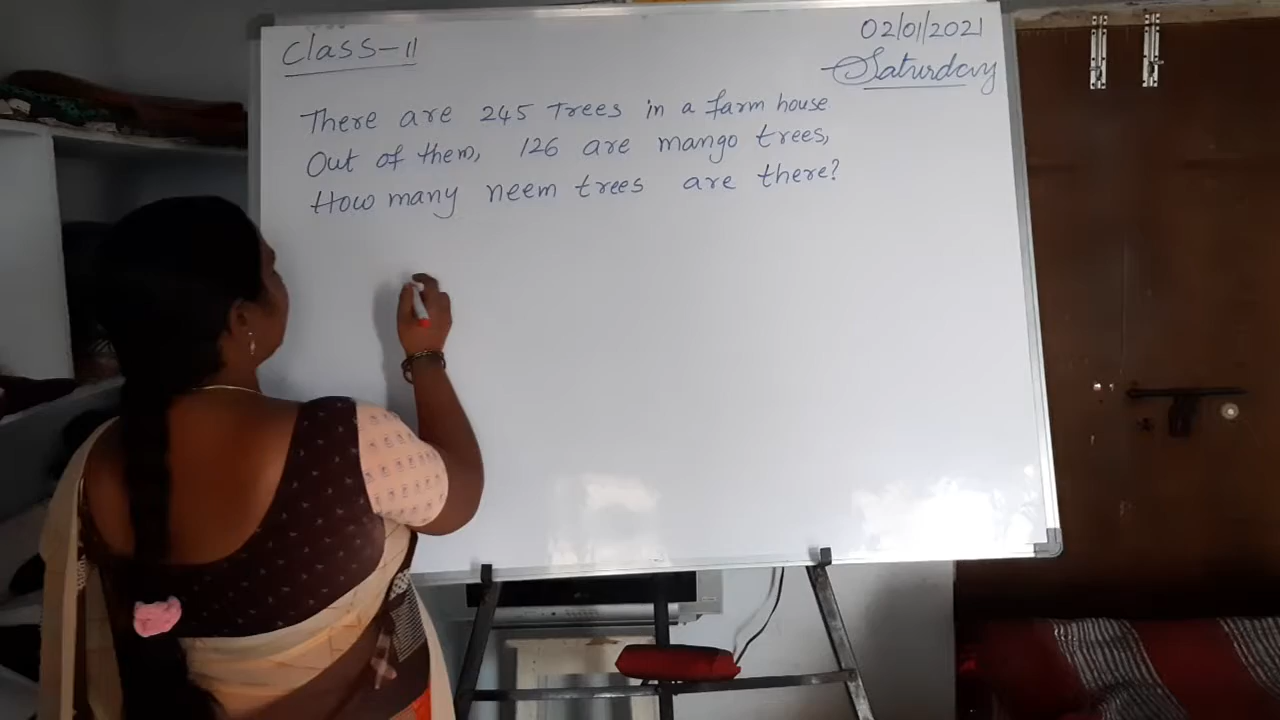 Class-II
02/01/2021
Saturday
There are 245 Trees in a farm house
Out of them, 126 are mango trees,
How many neem trees are there?